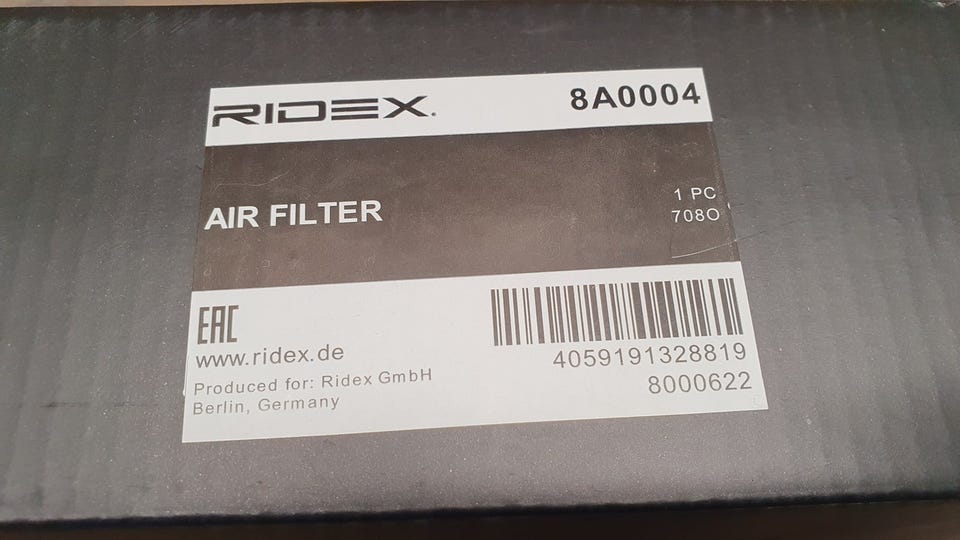 RIDEX
8A0004
AIR FILTER
1 PC
708O
EAC
www.ridex.de
Produced for: Ridex GmbH
Berlin, Germany
4059191328819
8000622